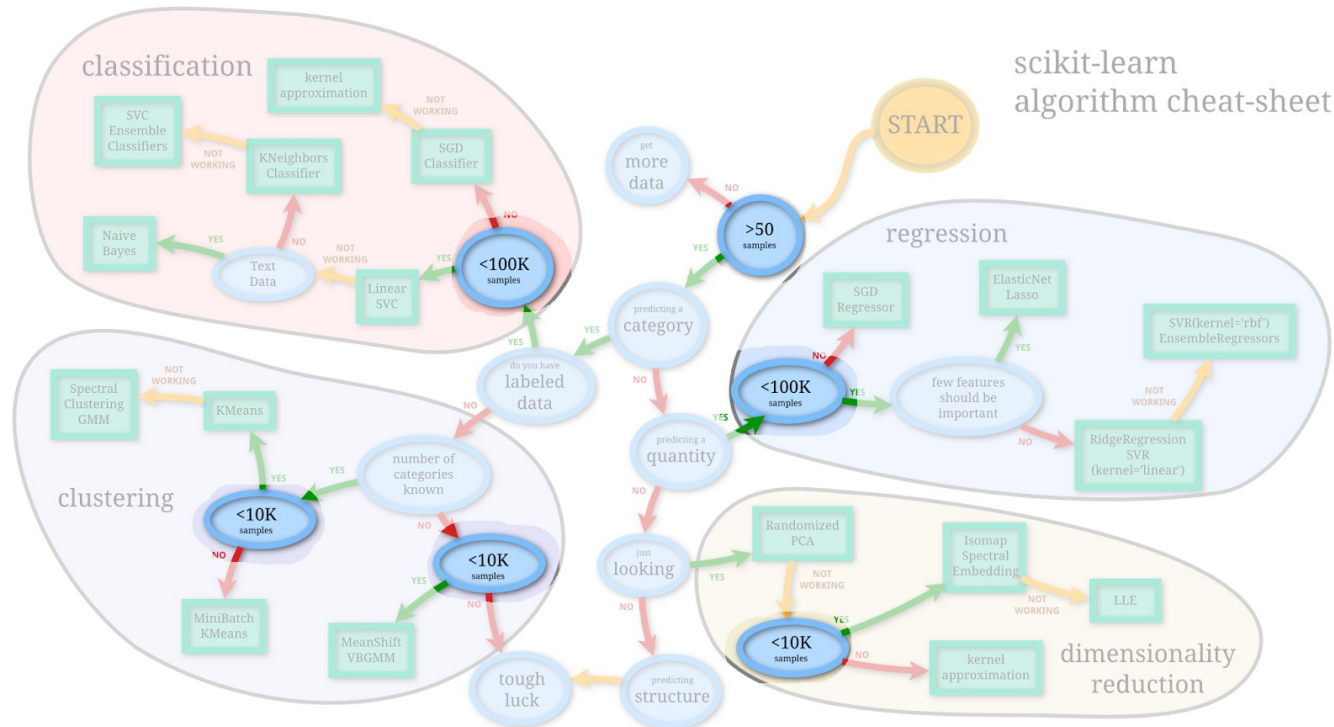 scikit-learn
algorithm cheat-sheet
START
classification
kernel
approximation
NOT
WORKING
SVC
Ensemble
Classifiers
NOT
WORKING
KNeighbors
Classifier
SGD
Classifier
NO
Naive
Bayes
YES
Text
Data
NO
NOT
WORKING
Linear
SVC
YES
<100K
samples
YES
get
more
data
NO
>50
samples
YES
predicting a
category
YES
do you have
labeled
data
NO
NO
predicting a
quantity
YES
NO
just
looking
YES
NO
predicting
structure
tough
luck
regression
SGD
Regressor
NO
<100K
samples
YES
ElasticNet
Lasso
YES
few features
should be
important
NO
SVR(kernel='rbf')
EnsembleRegressors
NOT
WORKING
RidgeRegression
SVR
(kernel='linear')
clustering
Spectral
Clustering
GMM
NOT
WORKING
KMeans
YES
number of
categories
known
YES
NO
<10K
samples
NO
MiniBatch
KMeans
<10K
samples
YES
NO
MeanShift
VBGMM
Randomized
PCA
NOT
WORKING
<10K
samples
YES
NO
Isomap
Spectral
Embedding
NOT
WORKING
LLE
kernel
approximation
dimensionality
reduction